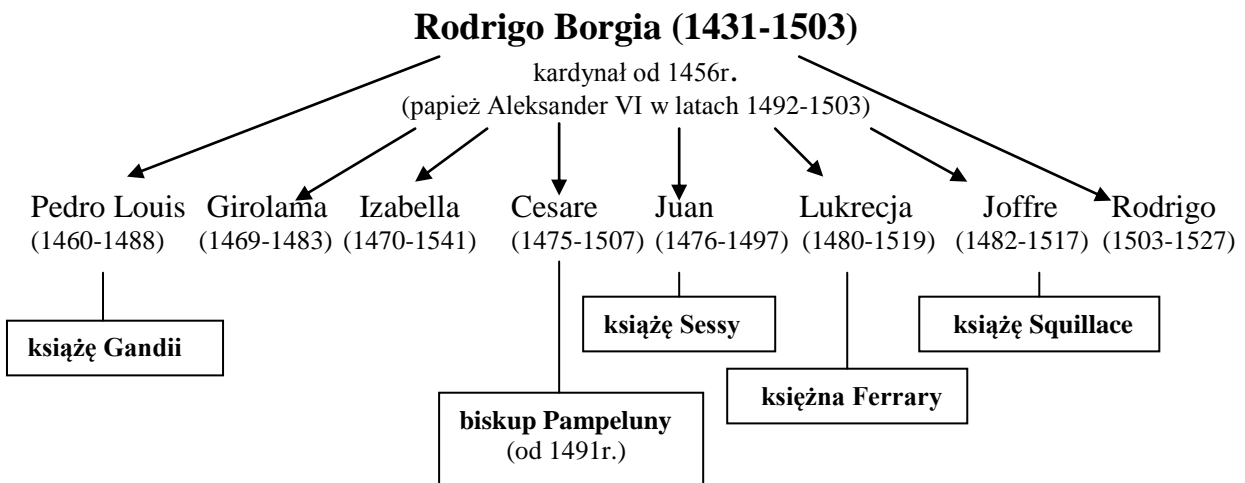 Rodrigo Borgia (1431-1503)
kardynał od 1456r.
(papież Aleksander VI w latach 1492-1503)
Pedro Louis Girolama Izabella Cesare Juan Lukrecja Joffre Rodrigo
(1460-1488) (1469-1483) (1470-1541) (1475-1507) (1476-1497) (1480-1519) (1482-1517) (1503-1527)
książę Gandii
książę Sessy
książę Squillace
księżna Ferrary
biskup Pampeluny
(od 1491r.)